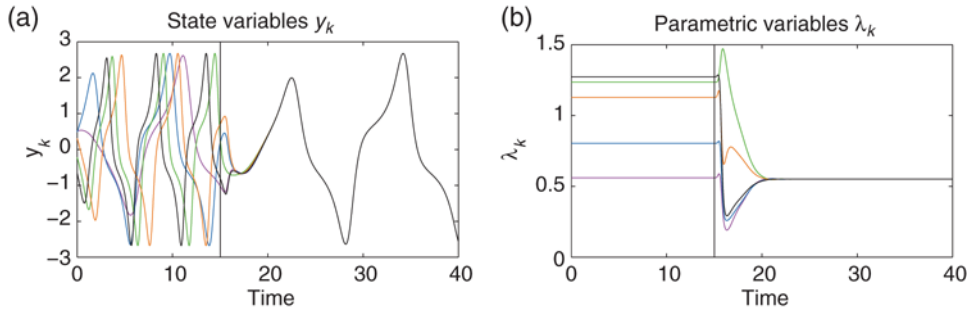 (a)
State variables y_k
3
2
1
0
−1
−2
−3
y_k
0 10 20 30 40
Time
(b)
Parametric variables λ_k
1.5
1
0.5
0
λ_k
0 10 20 30 40
Time